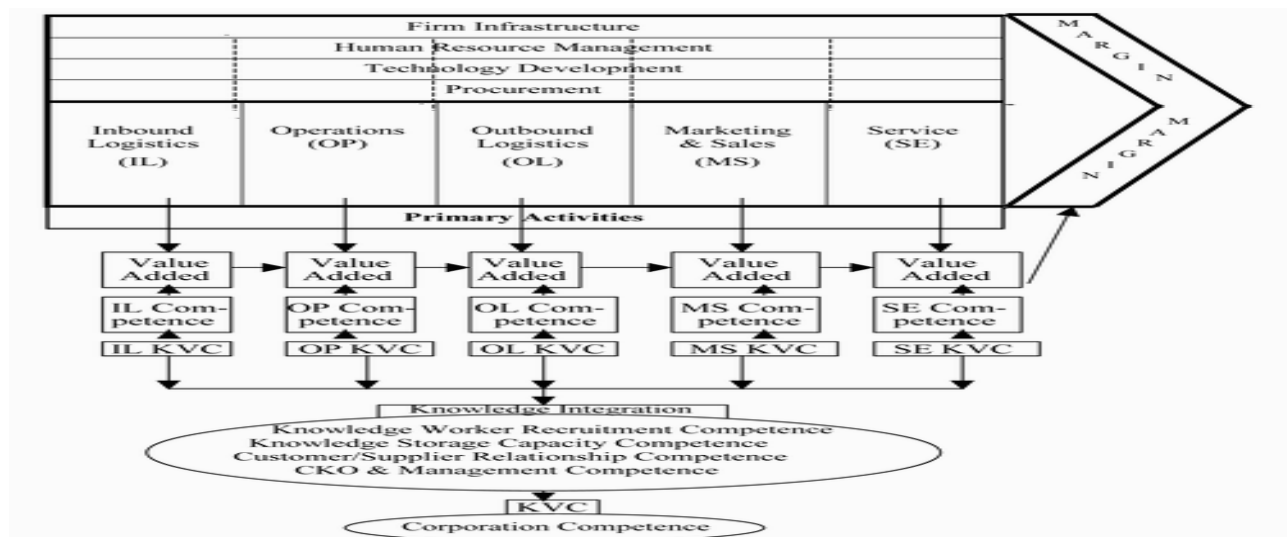 Firm Infrastructure
Human Resource Management
Technology Development
Procurement
MARGIN
MARGIN
Inbound
Logistics
(IL)
Operations
(OP)
Outbound
Logistics
(OL)
Marketing
& Sales
(MS)
Service
(SE)
Primary Activities
Value
Added
Value
Added
Value
Added
Value
Added
Value
Added
IL Com-
petence
OP Com-
petence
OL Com-
petence
MS Com-
petence
SE Com-
petence
IL KVC
OP KVC
OL KVC
MS KVC
SE KVC
Knowledge Integration
Knowledge Worker Recruitment Competence
Knowledge Storage Capacity Competence
Customer/Supplier Relationship Competence
CKO & Management Competence
KVC
Corporation Competence